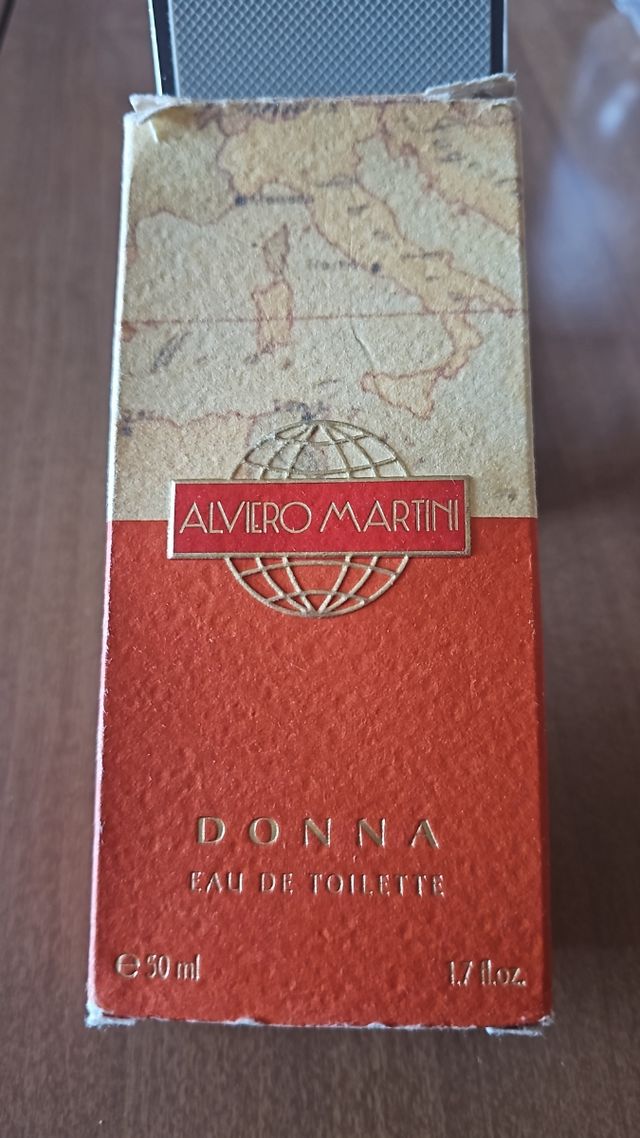 ALVIERO MARTINI
DONNA
EAU DE TOILETTE
℮ 50 ml
1.7 fl.oz.